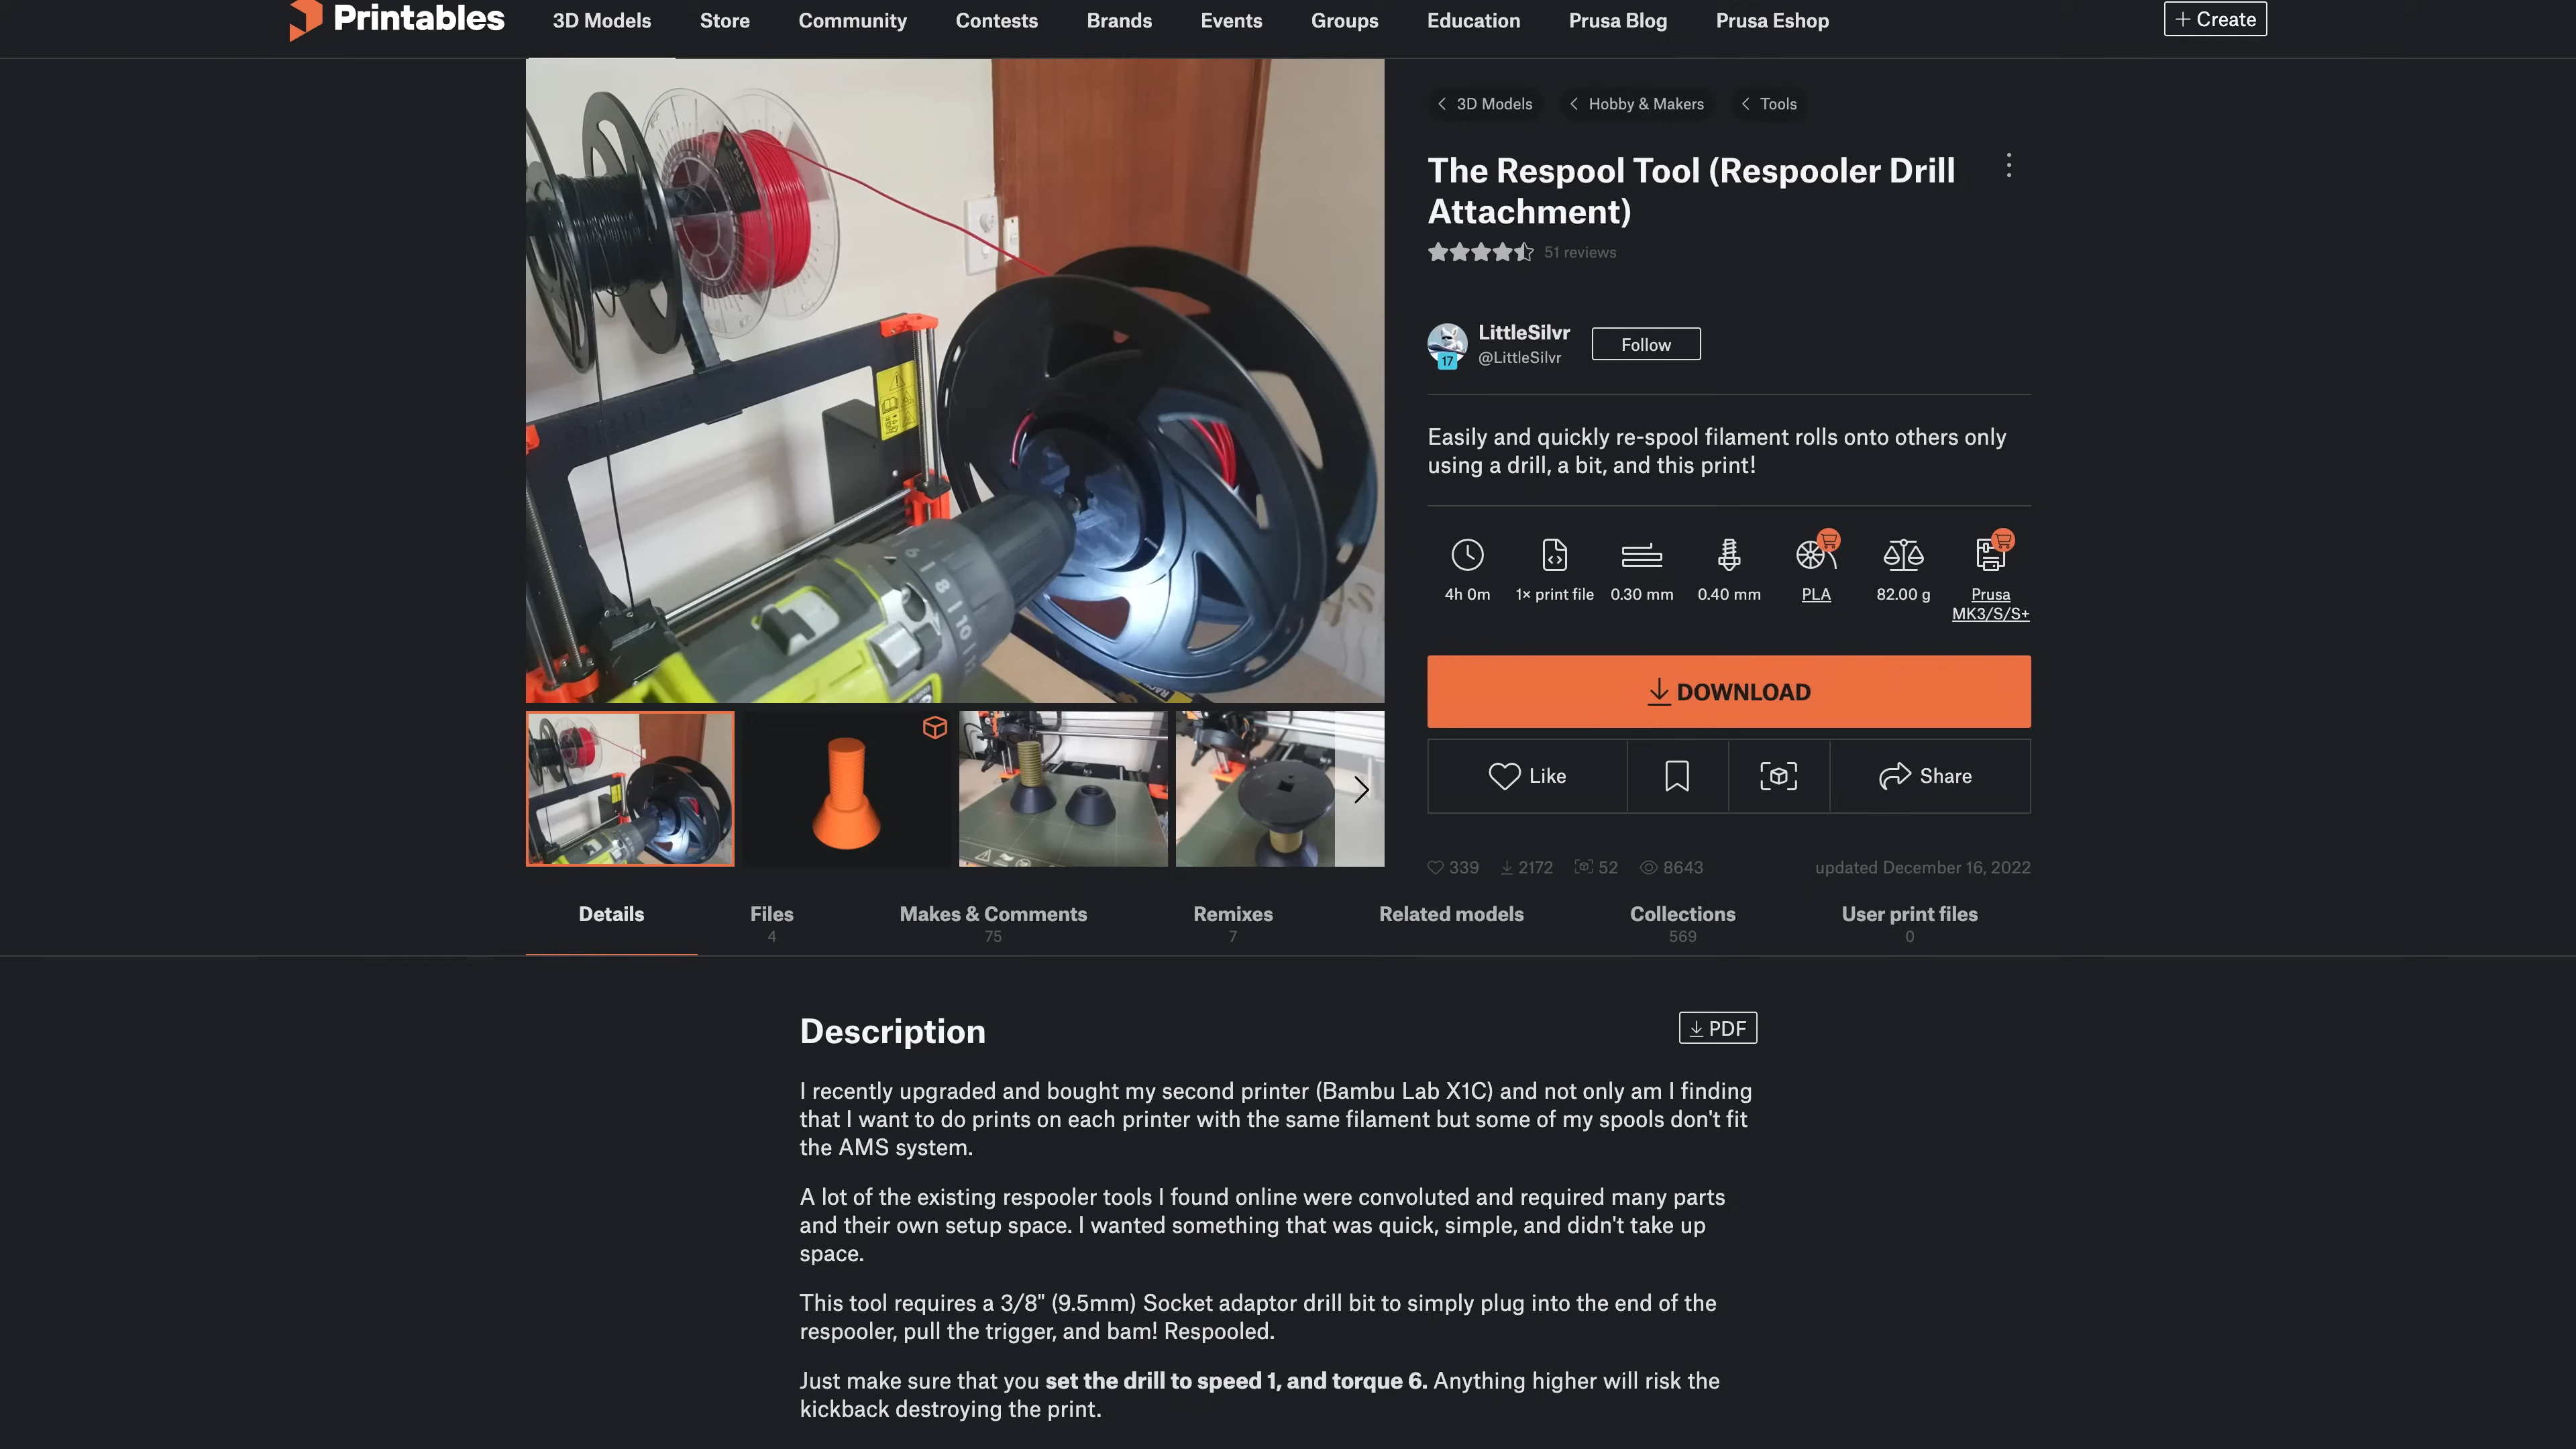 Printables
3D Models
Store
Community
Contests
Brands
Events
Groups
Education
Prusa Blog
Prusa Eshop
+ Create
3D Models
Hobby & Makers
Tools
The Respool Tool (Respooler Drill
Attachment)
51 reviews
17
LittleSilvr
@LittleSilvr
Follow
Easily and quickly re-spool filament rolls onto others only
using a drill, a bit, and this print!
4h 0m
1× print file
0.30 mm
0.40 mm
PLA
82.00 g
Prusa
MK3/S/S+
DOWNLOAD
Like
Share
339
2172
52
8643
updated December 16, 2022
6 | 8 | 10
Details
Files
4
Makes & Comments
75
Remixes
7
Related models
Collections
569
User print files
0
Description
PDF
I recently upgraded and bought my second printer (Bambu Lab X1C) and not only am I finding
that I want to do prints on each printer with the same filament but some of my spools don't fit
the AMS system.
A lot of the existing respooler tools I found online were convoluted and required many parts
and their own setup space. I wanted something that was quick, simple, and didn't take up
space.
This tool requires a 3/8" (9.5mm) Socket adaptor drill bit to simply plug into the end of the
respooler, pull the trigger, and bam! Respooled.
Just make sure that you set the drill to speed 1, and torque 6. Anything higher will risk the
kickback destroying the print.